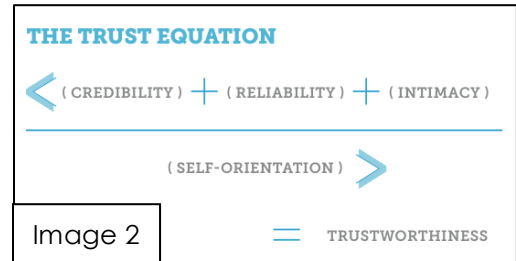 THE TRUST EQUATION
( CREDIBILITY ) + ( RELIABILITY ) + ( INTIMACY )
( SELF-ORIENTATION )
= TRUSTWORTHINESS
Image 2